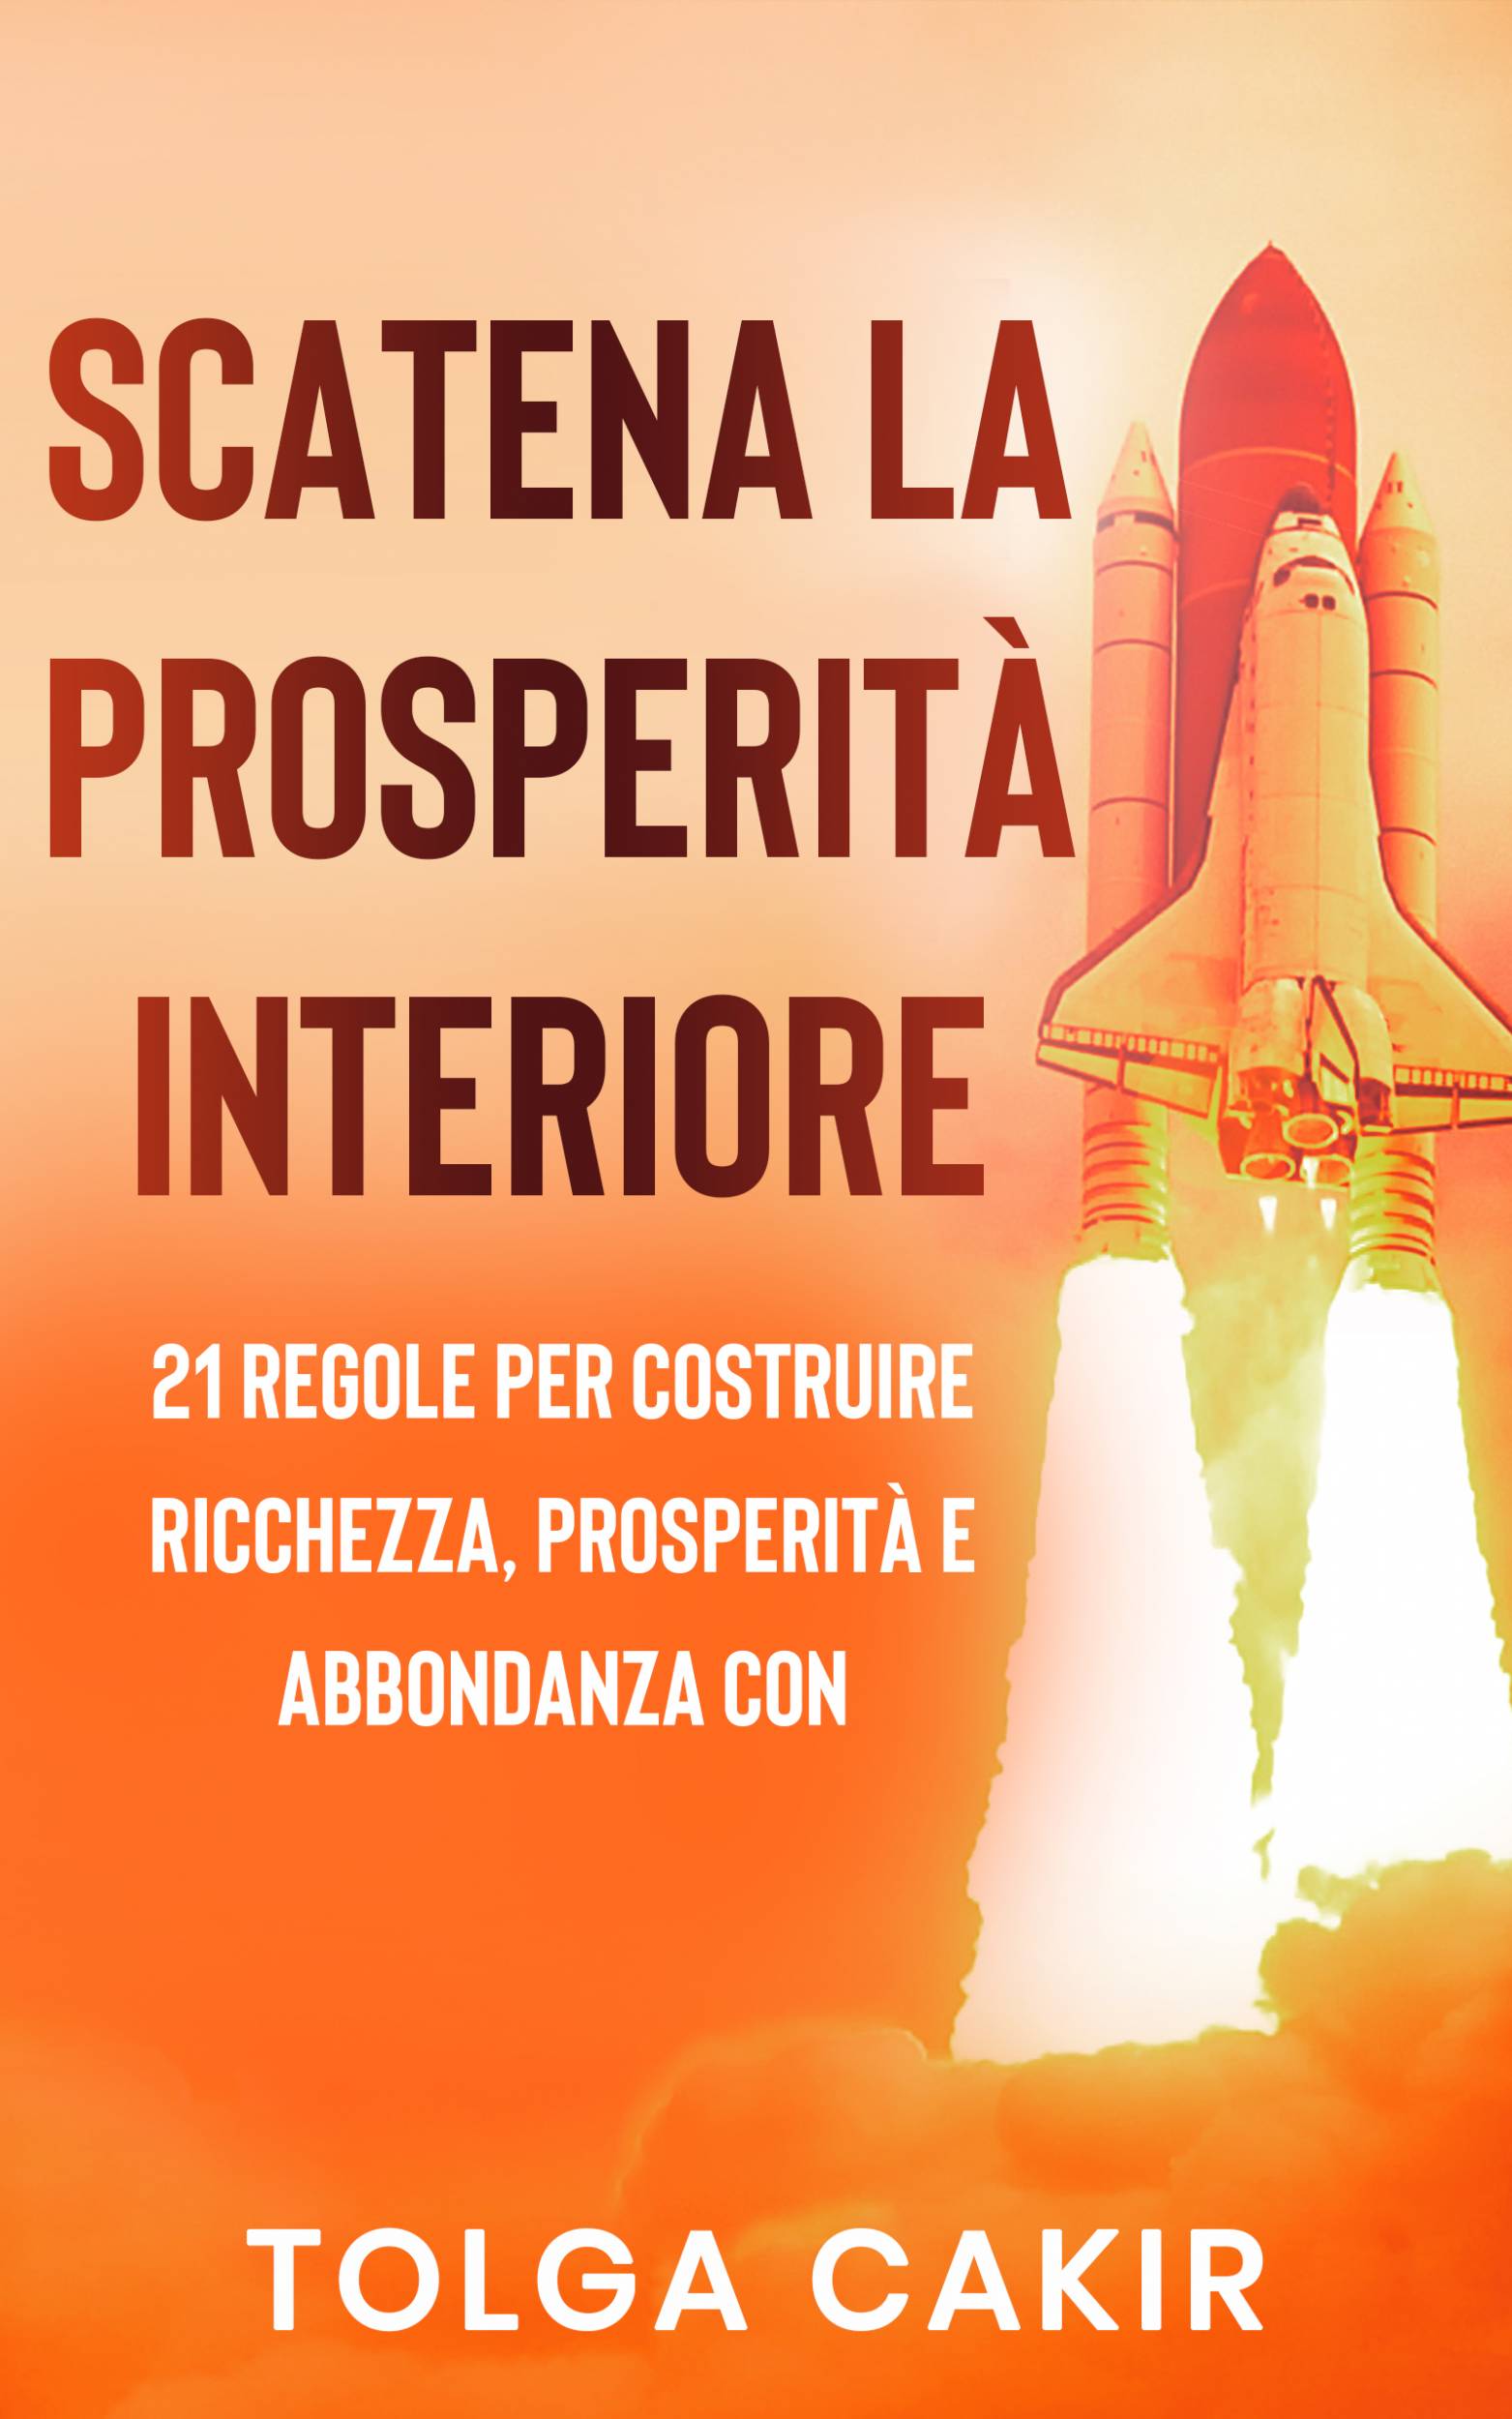 SCATENA LA
PROSPERITÀ
INTERIORE
21 REGOLE PER COSTRUIRE
RICCHEZZA, PROSPERITÀ E
ABBONDANZA CON
TOLGA CAKIR